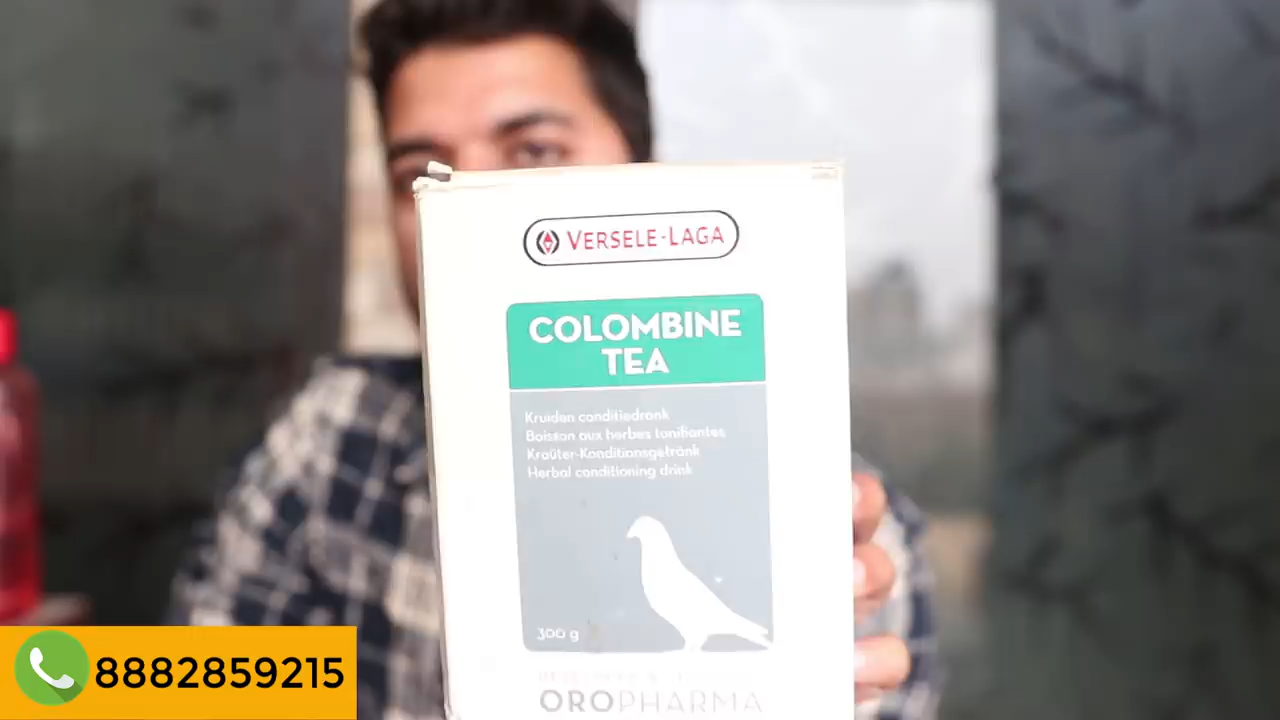 VERSELE-LAGA
COLOMBINE
TEA
Kruiden conditiedrank
Boisson aux herbes tonifiantes
Kräuter-Konditionsgetränk
Herbal conditioning drink
300 g
OROPHARMA
8882859215